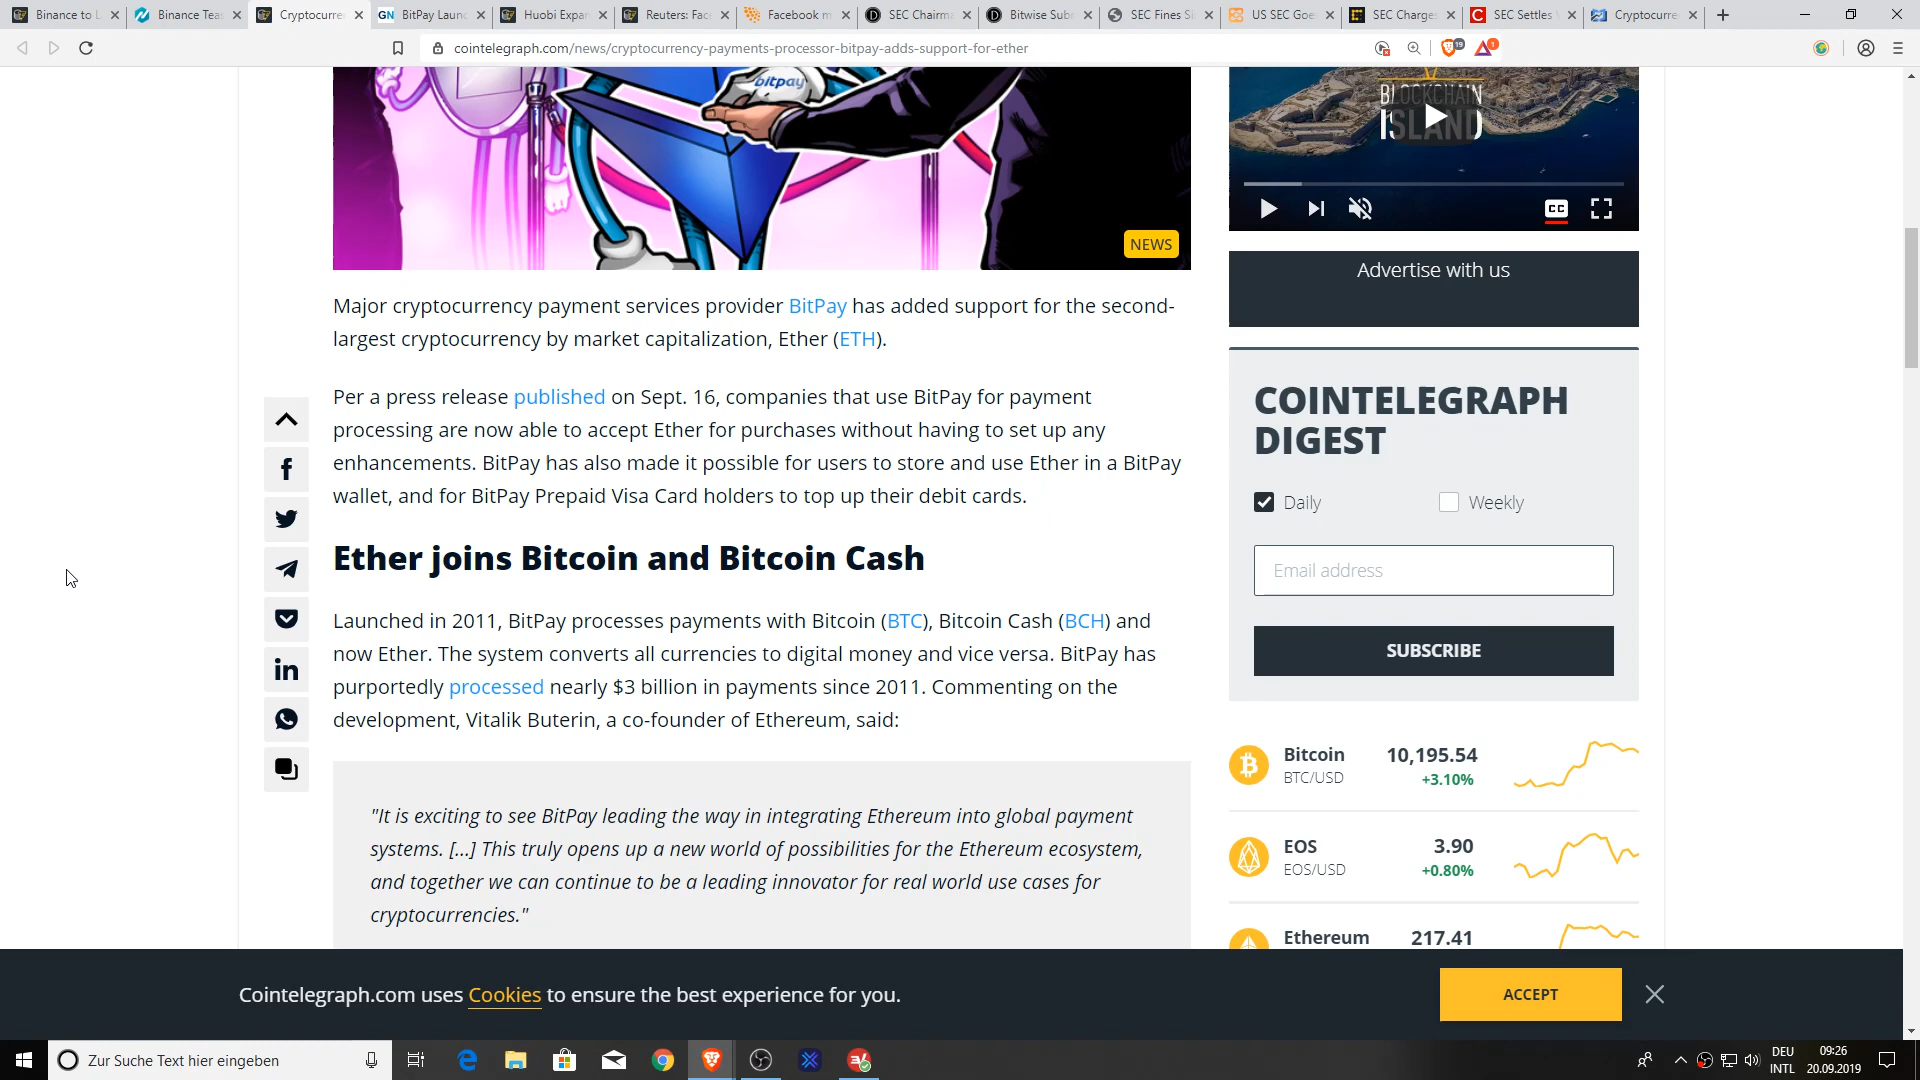 Binance to L
Binance Teas
Cryptocurre
GN BitPay Laun
Huobi Expa
Reuters: Fac
Facebook m
SEC Chairma
Bitwise Sub
SEC Fines Si
US SEC Goe
SEC Charge
SEC Settles
Cryptocurre
cointelegraph.com/news/cryptocurrency-payments-processor-bitpay-adds-support-for-ether
19
1
bitpay
NEWS
BLOCKCHAIN
ISLAND
CC
Advertise with us
Major cryptocurrency payment services provider BitPay has added support for the second-
largest cryptocurrency by market capitalization, Ether (ETH).
Per a press release published on Sept. 16, companies that use BitPay for payment
processing are now able to accept Ether for purchases without having to set up any
enhancements. BitPay has also made it possible for users to store and use Ether in a BitPay
wallet, and for BitPay Prepaid Visa Card holders to top up their debit cards.
Ether joins Bitcoin and Bitcoin Cash
Launched in 2011, BitPay processes payments with Bitcoin (BTC), Bitcoin Cash (BCH) and
now Ether. The system converts all currencies to digital money and vice versa. BitPay has
purportedly processed nearly $3 billion in payments since 2011. Commenting on the
development, Vitalik Buterin, a co-founder of Ethereum, said:
"It is exciting to see BitPay leading the way in integrating Ethereum into global payment
systems. [...] This truly opens up a new world of possibilities for the Ethereum ecosystem,
and together we can continue to be a leading innovator for real world use cases for
cryptocurrencies."
COINTELEGRAPH
DIGEST
Daily
Weekly
Email address
SUBSCRIBE
Bitcoin 10,195.54
BTC/USD +3.10%
EOS 3.90
EOS/USD +0.80%
Ethereum 217.41
Cointelegraph.com uses Cookies to ensure the best experience for you.
ACCEPT
Zur Suche Text hier eingeben
DEU
INTL
09:26
20.09.2019